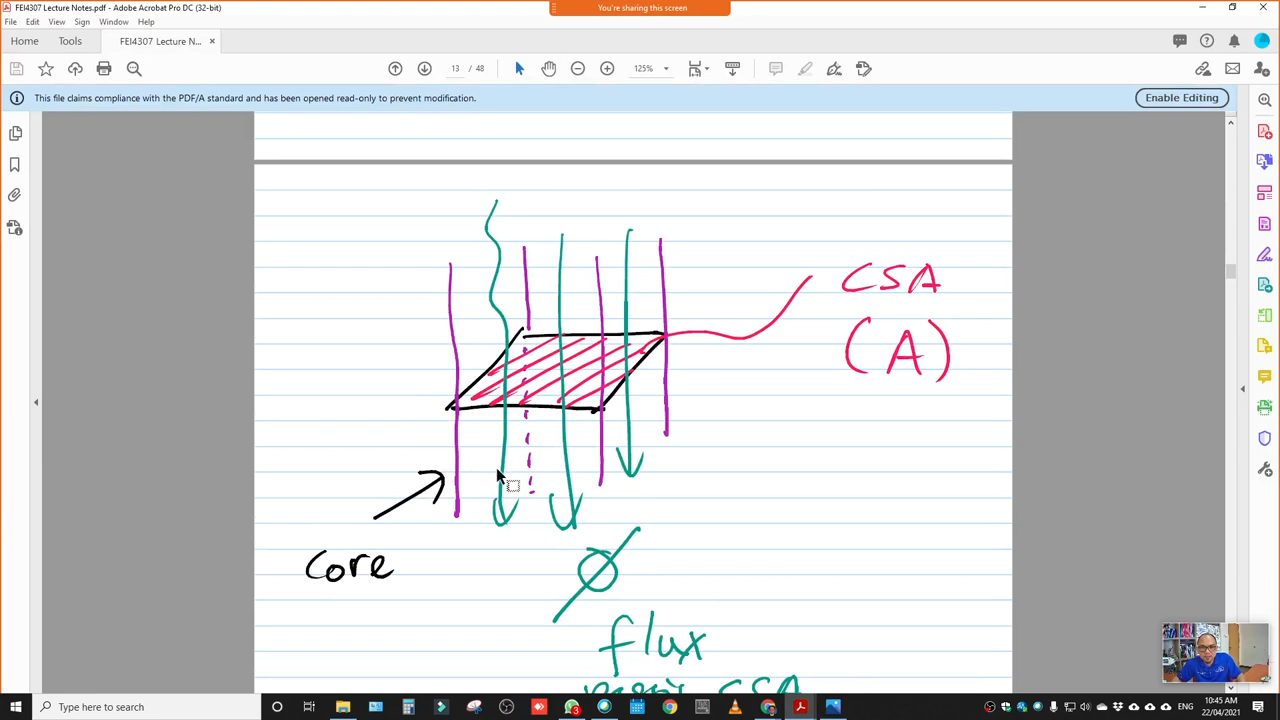 FEI4307 Lecture Notes.pdf - Adobe Acrobat Pro DC (32-bit)
You're sharing this screen
File Edit View Sign Window Help
Home Tools FEI4307 Lecture N... ×
13 / 48 125%
This file claims compliance with the PDF/A standard and has been opened read-only to prevent modification.
Enable Editing
CSA
(A)
Core
Ø
flux
CSA
10:45 AM
Type here to search
3
ENG
22/04/2021